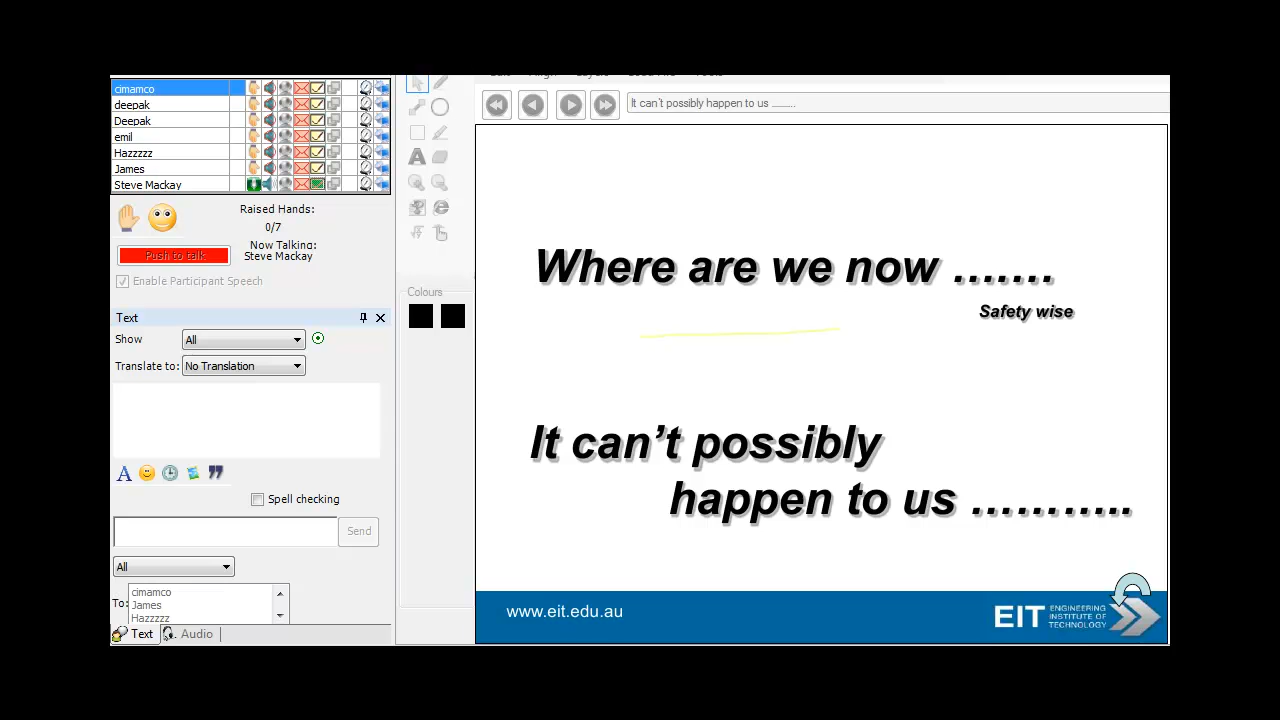 cimamco
deepak
Deepak
emil
Hazzzzz
James
Steve Mackay
Raised Hands:
0/7
Now Talking:
Steve Mackay
Push to talk
Enable Participant Speech
Text
Show
All
Translate to:
No Translation
Spell checking
Send
All
To:
cimamco
James
Hazzzzz
Text
Audio
Colours
It can't possibly happen to us ........
Where are we now .......
Safety wise
It can't possibly
happen to us ...........
www.eit.edu.au
EIT
ENGINEERING
INSTITUTE OF
TECHNOLOGY